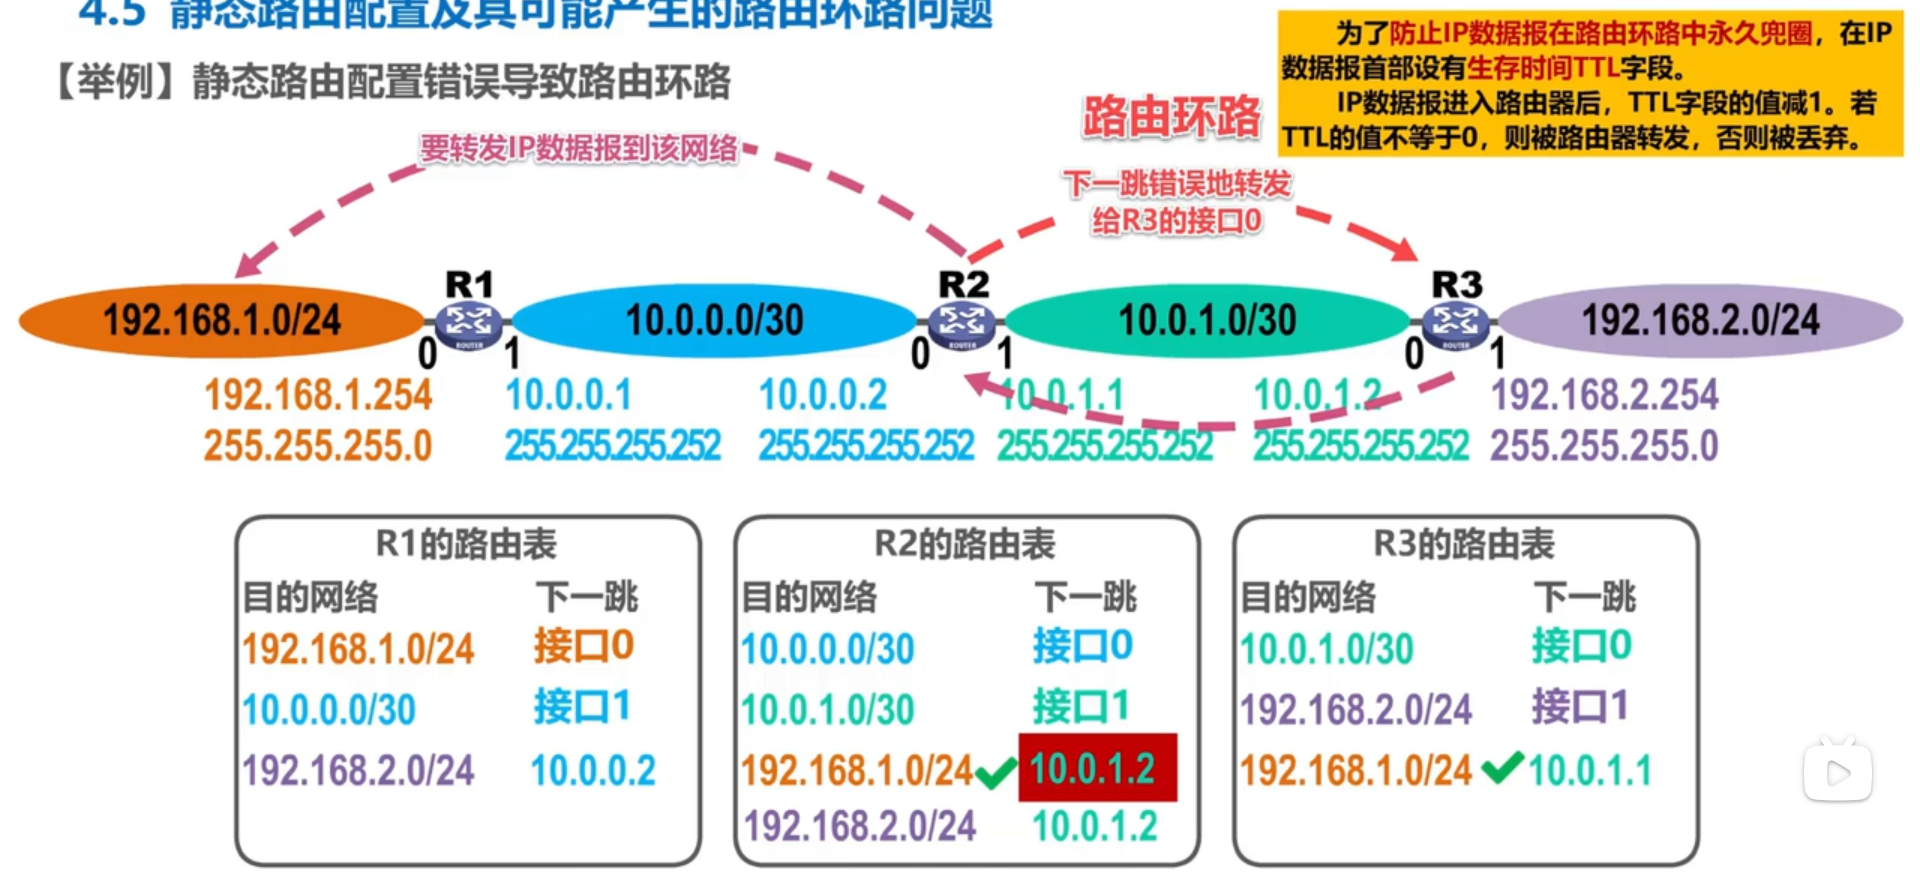 4.5 静态路由配置及其可能产生的路由环路问题
【举例】静态路由配置错误导致路由环路
为了防止IP数据报在路由环路中永久兜圈，在IP
数据报首部设有生存时间TTL字段。
IP数据报进入路由器后，TTL字段的值减1。若
TTL的值不等于0，则被路由器转发，否则被丢弃。
路由环路
要转发IP数据报到该网络
下一跳错误地转发
给R3的接口0
R1
R2
R3
192.168.1.0/24
ROUTER
10.0.0.0/30
ROUTER
10.0.1.0/30
ROUTER
192.168.2.0/24
0 1 0 1 0 1
192.168.1.254 10.0.0.1 10.0.0.2 10.0.1.1 10.0.1.2 192.168.2.254
255.255.255.0 255.255.255.252 255.255.255.252 255.255.255.252 255.255.255.252 255.255.255.0
R1的路由表
目的网络 下一跳
192.168.1.0/24 接口0
10.0.0.0/30 接口1
192.168.2.0/24 10.0.0.2
R2的路由表
目的网络 下一跳
10.0.0.0/30 接口0
10.0.1.0/30 接口1
192.168.1.0/24 10.0.1.2
192.168.2.0/24 10.0.1.2
R3的路由表
目的网络 下一跳
10.0.1.0/30 接口0
192.168.2.0/24 接口1
192.168.1.0/24 10.0.1.1